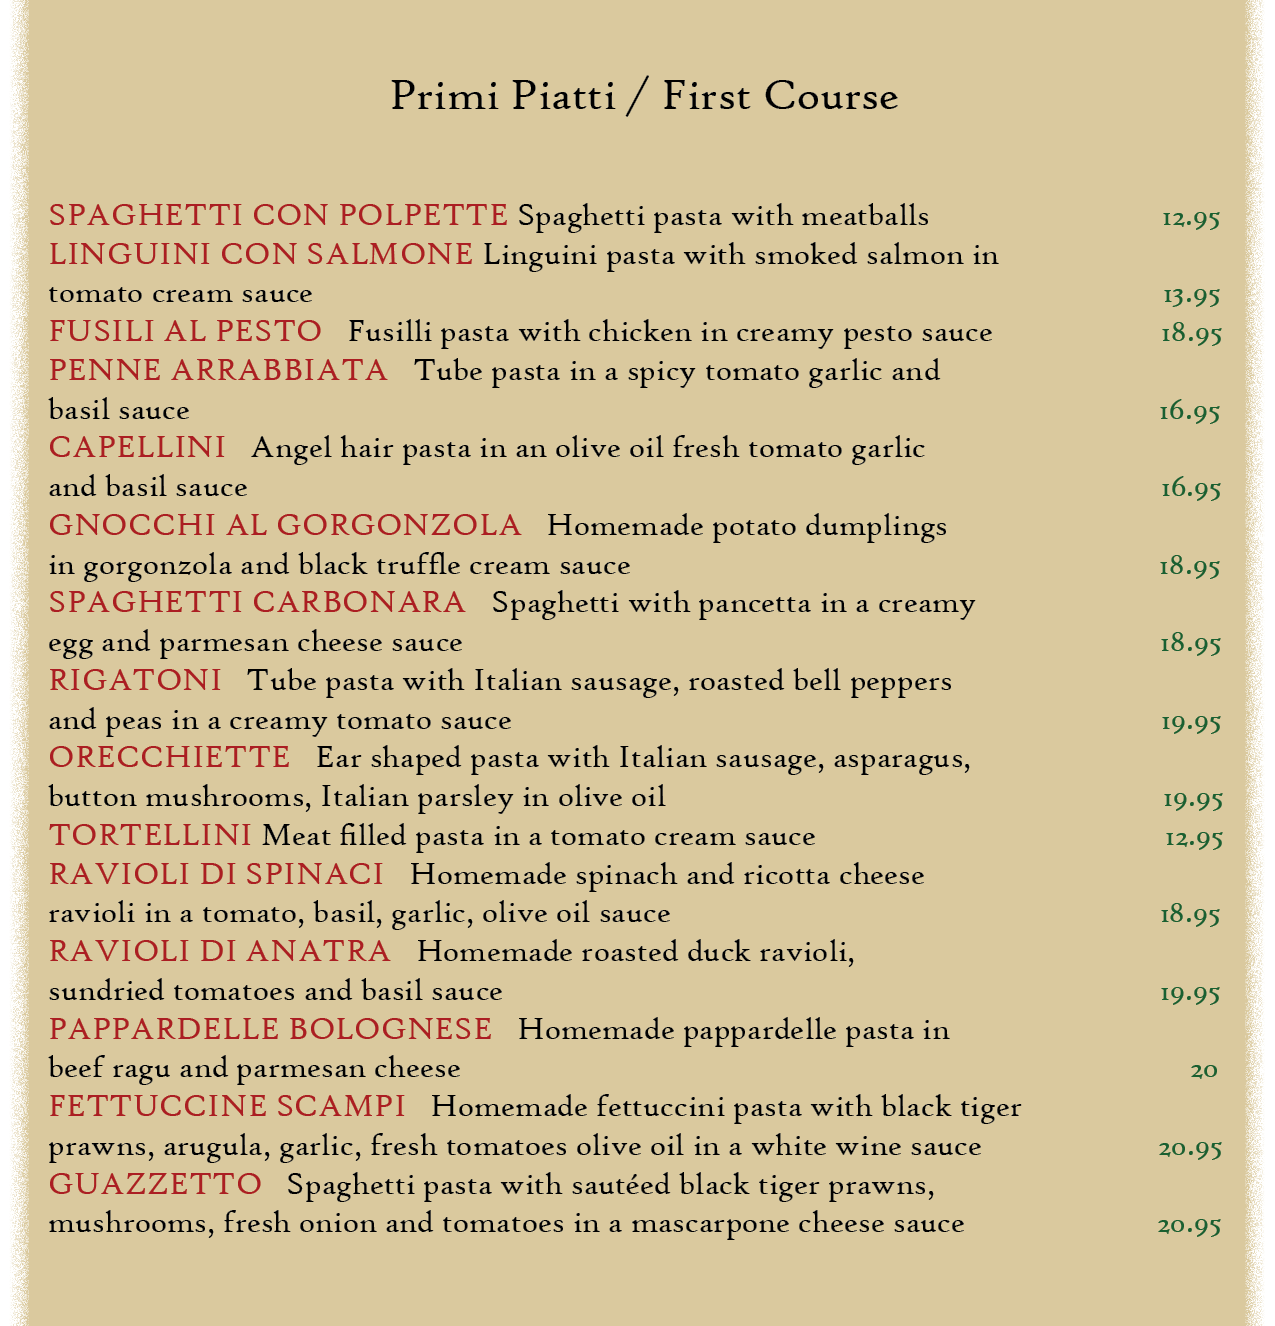 Primi Piatti / First Course
SPAGHETTI CON POLPETTE Spaghetti pasta with meatballs 12.95
LINGUINI CON SALMONE Linguini pasta with smoked salmon in
tomato cream sauce 13.95
FUSILI AL PESTO Fusilli pasta with chicken in creamy pesto sauce 18.95
PENNE ARRABBIATA Tube pasta in a spicy tomato garlic and
basil sauce 16.95
CAPELLINI Angel hair pasta in an olive oil fresh tomato garlic
and basil sauce 16.95
GNOCCHI AL GORGONZOLA Homemade potato dumplings
in gorgonzola and black truffle cream sauce 18.95
SPAGHETTI CARBONARA Spaghetti with pancetta in a creamy
egg and parmesan cheese sauce 18.95
RIGATONI Tube pasta with Italian sausage, roasted bell peppers
and peas in a creamy tomato sauce 19.95
ORECCHIETTE Ear shaped pasta with Italian sausage, asparagus,
button mushrooms, Italian parsley in olive oil 19.95
TORTELLINI Meat filled pasta in a tomato cream sauce 12.95
RAVIOLI DI SPINACI Homemade spinach and ricotta cheese
ravioli in a tomato, basil, garlic, olive oil sauce 18.95
RAVIOLI DI ANATRA Homemade roasted duck ravioli,
sundried tomatoes and basil sauce 19.95
PAPPARDELLE BOLOGNESE Homemade pappardelle pasta in
beef ragu and parmesan cheese 20
FETTUCCINE SCAMPI Homemade fettuccini pasta with black tiger
prawns, arugula, garlic, fresh tomatoes olive oil in a white wine sauce 20.95
GUAZZETTO Spaghetti pasta with sautéed black tiger prawns,
mushrooms, fresh onion and tomatoes in a mascarpone cheese sauce 20.95